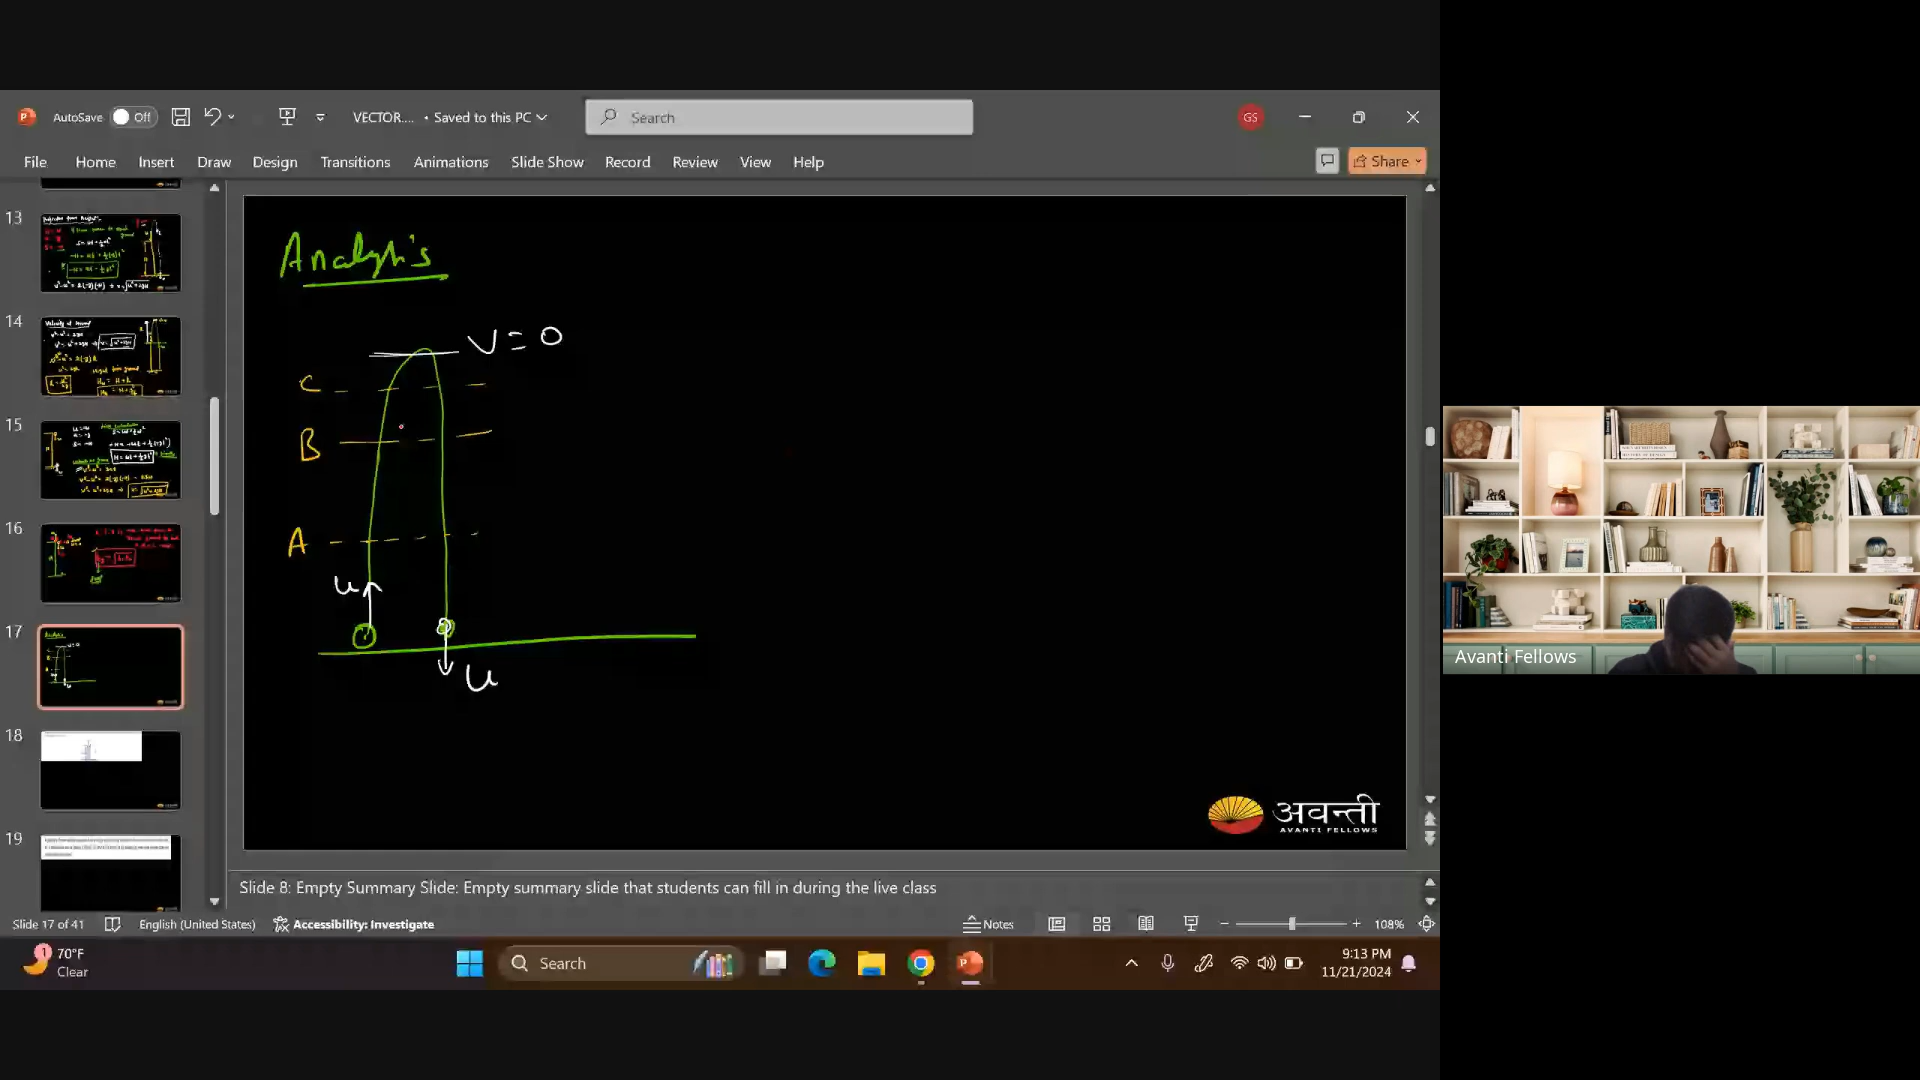 AutoSave Off VECTOR.... • Saved to this PC Search GS
File Home Insert Draw Design Transitions Animations Slide Show Record Review View Help Share
13
14
15
16
17
18
19
Analysis
V = 0
C
B
A
u
u
अवन्ती
AVANTI FELLOWS
Avanti Fellows
Slide 8: Empty Summary Slide: Empty summary slide that students can fill in during the live class
Slide 17 of 41 English (United States) Accessibility: Investigate Notes 108%
1 70°F
Clear
Search
9:13 PM
11/21/2024